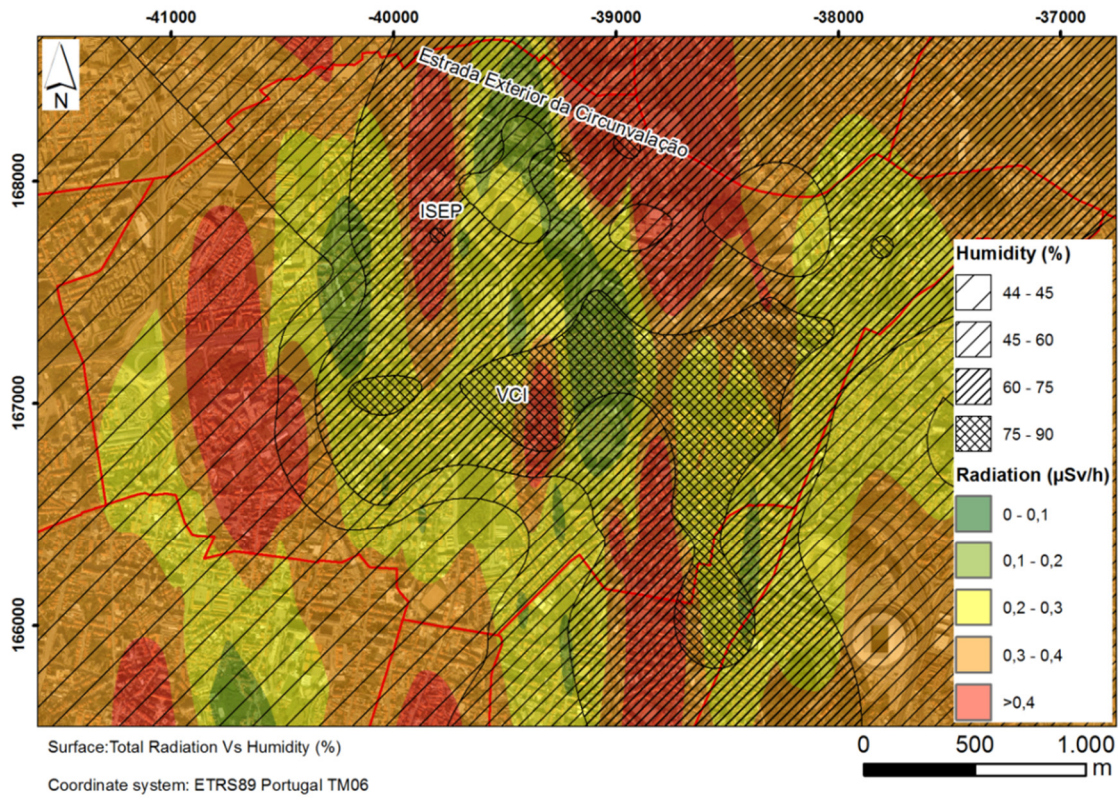 -41000 -40000 -39000 -38000 -37000
168000
167000
166000
N
Estrada Exterior da Circunvalação
ISEP
VCI
Humidity (%)
44 - 45
45 - 60
60 - 75
75 - 90
Radiation (µSv/h)
0 - 0,1
0,1 - 0,2
0,2 - 0,3
0,3 - 0,4
>0,4
Surface:Total Radiation Vs Humidity (%)
Coordinate system: ETRS89 Portugal TM06
0 500 1.000
m